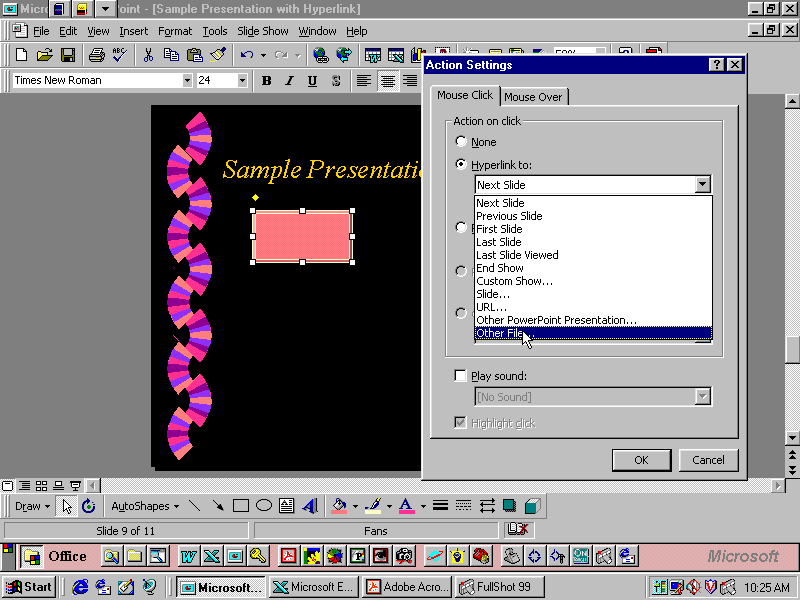 Micro
oint - [Sample Presentation with Hyperlink]
File Edit View Insert Format Tools Slide Show Window Help
Times New Roman 24 B I U S
Action Settings
Mouse Click Mouse Over
Action on click
None
Hyperlink to:
Next Slide
Next Slide
Previous Slide
First Slide
Last Slide
Last Slide Viewed
End Show
Custom Show...
Slide...
URL...
Other PowerPoint Presentation...
Other File...
Play sound:
[No Sound]
Highlight click
OK Cancel
Sample Presentatio
Draw AutoShapes
Slide 9 of 11 Fans
Office Microsoft
Start Microsoft... Microsoft E... Adobe Acro... FullShot 99 10:25 AM